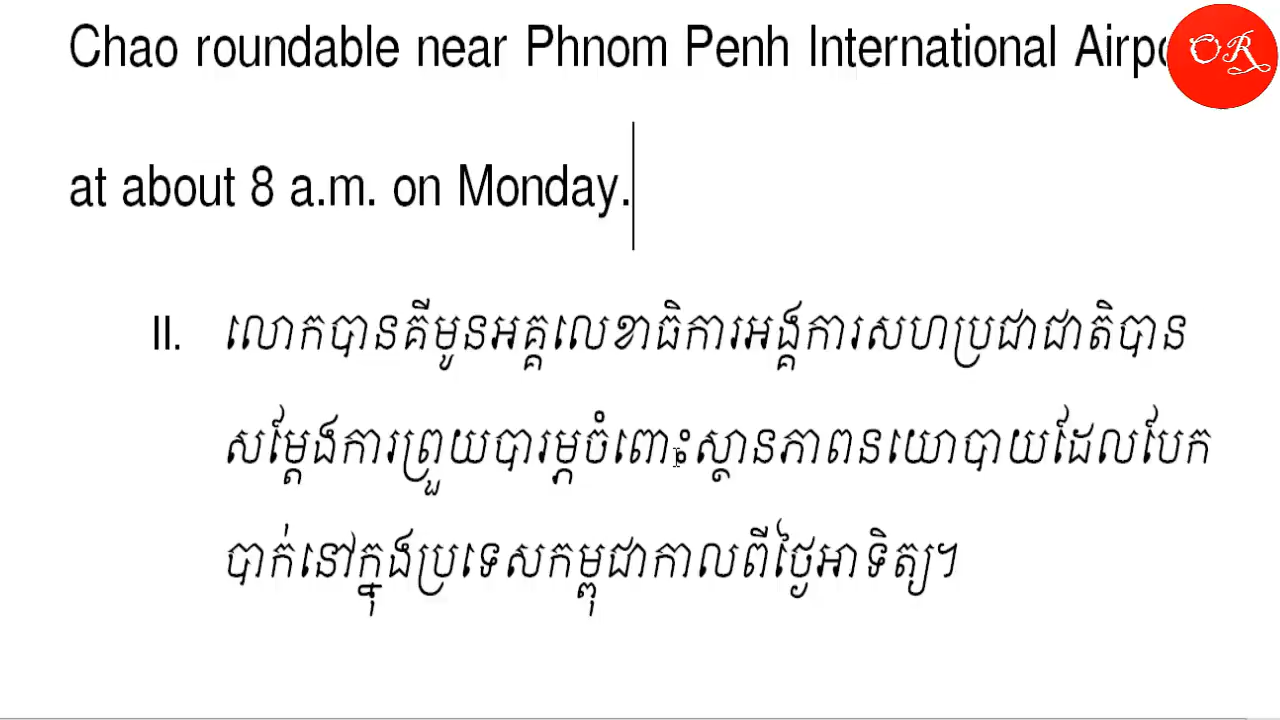 Chao roundable near Phnom Penh International Airpo
OR
at about 8 a.m. on Monday.
II. លោកបានគីមូនអគ្គលេខាធិការអង្គការសហប្រជាជាតិបាន
សម្ដែងការព្រួយបារម្ភចំពោះស្ថានភាពនយោបាយដែលបែក
បាក់នៅក្នុងប្រទេសកម្ពុជាកាលពីថ្ងៃអាទិត្យ។